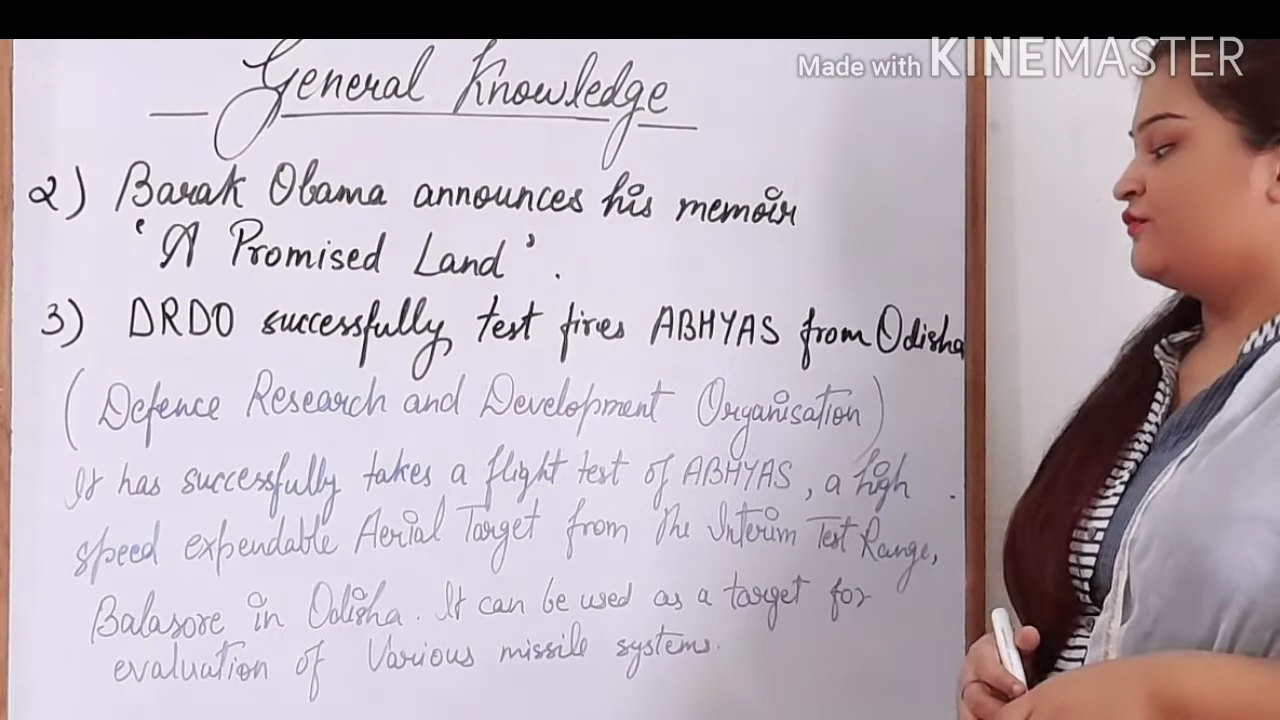 Made with KINEMASTER
General Knowledge
2) Barak Obama announces his memoir
‘A Promised Land’.
3) DRDO successfully test fires ABHYAS from Odisha
(Defence Research and Development Organisation)
It has successfully takes a flight test of ABHYAS, a high
speed expendable Aerial Target from the Interim Test Range,
Balasore in Odisha. It can be used as a target for
evaluation of various missile systems.